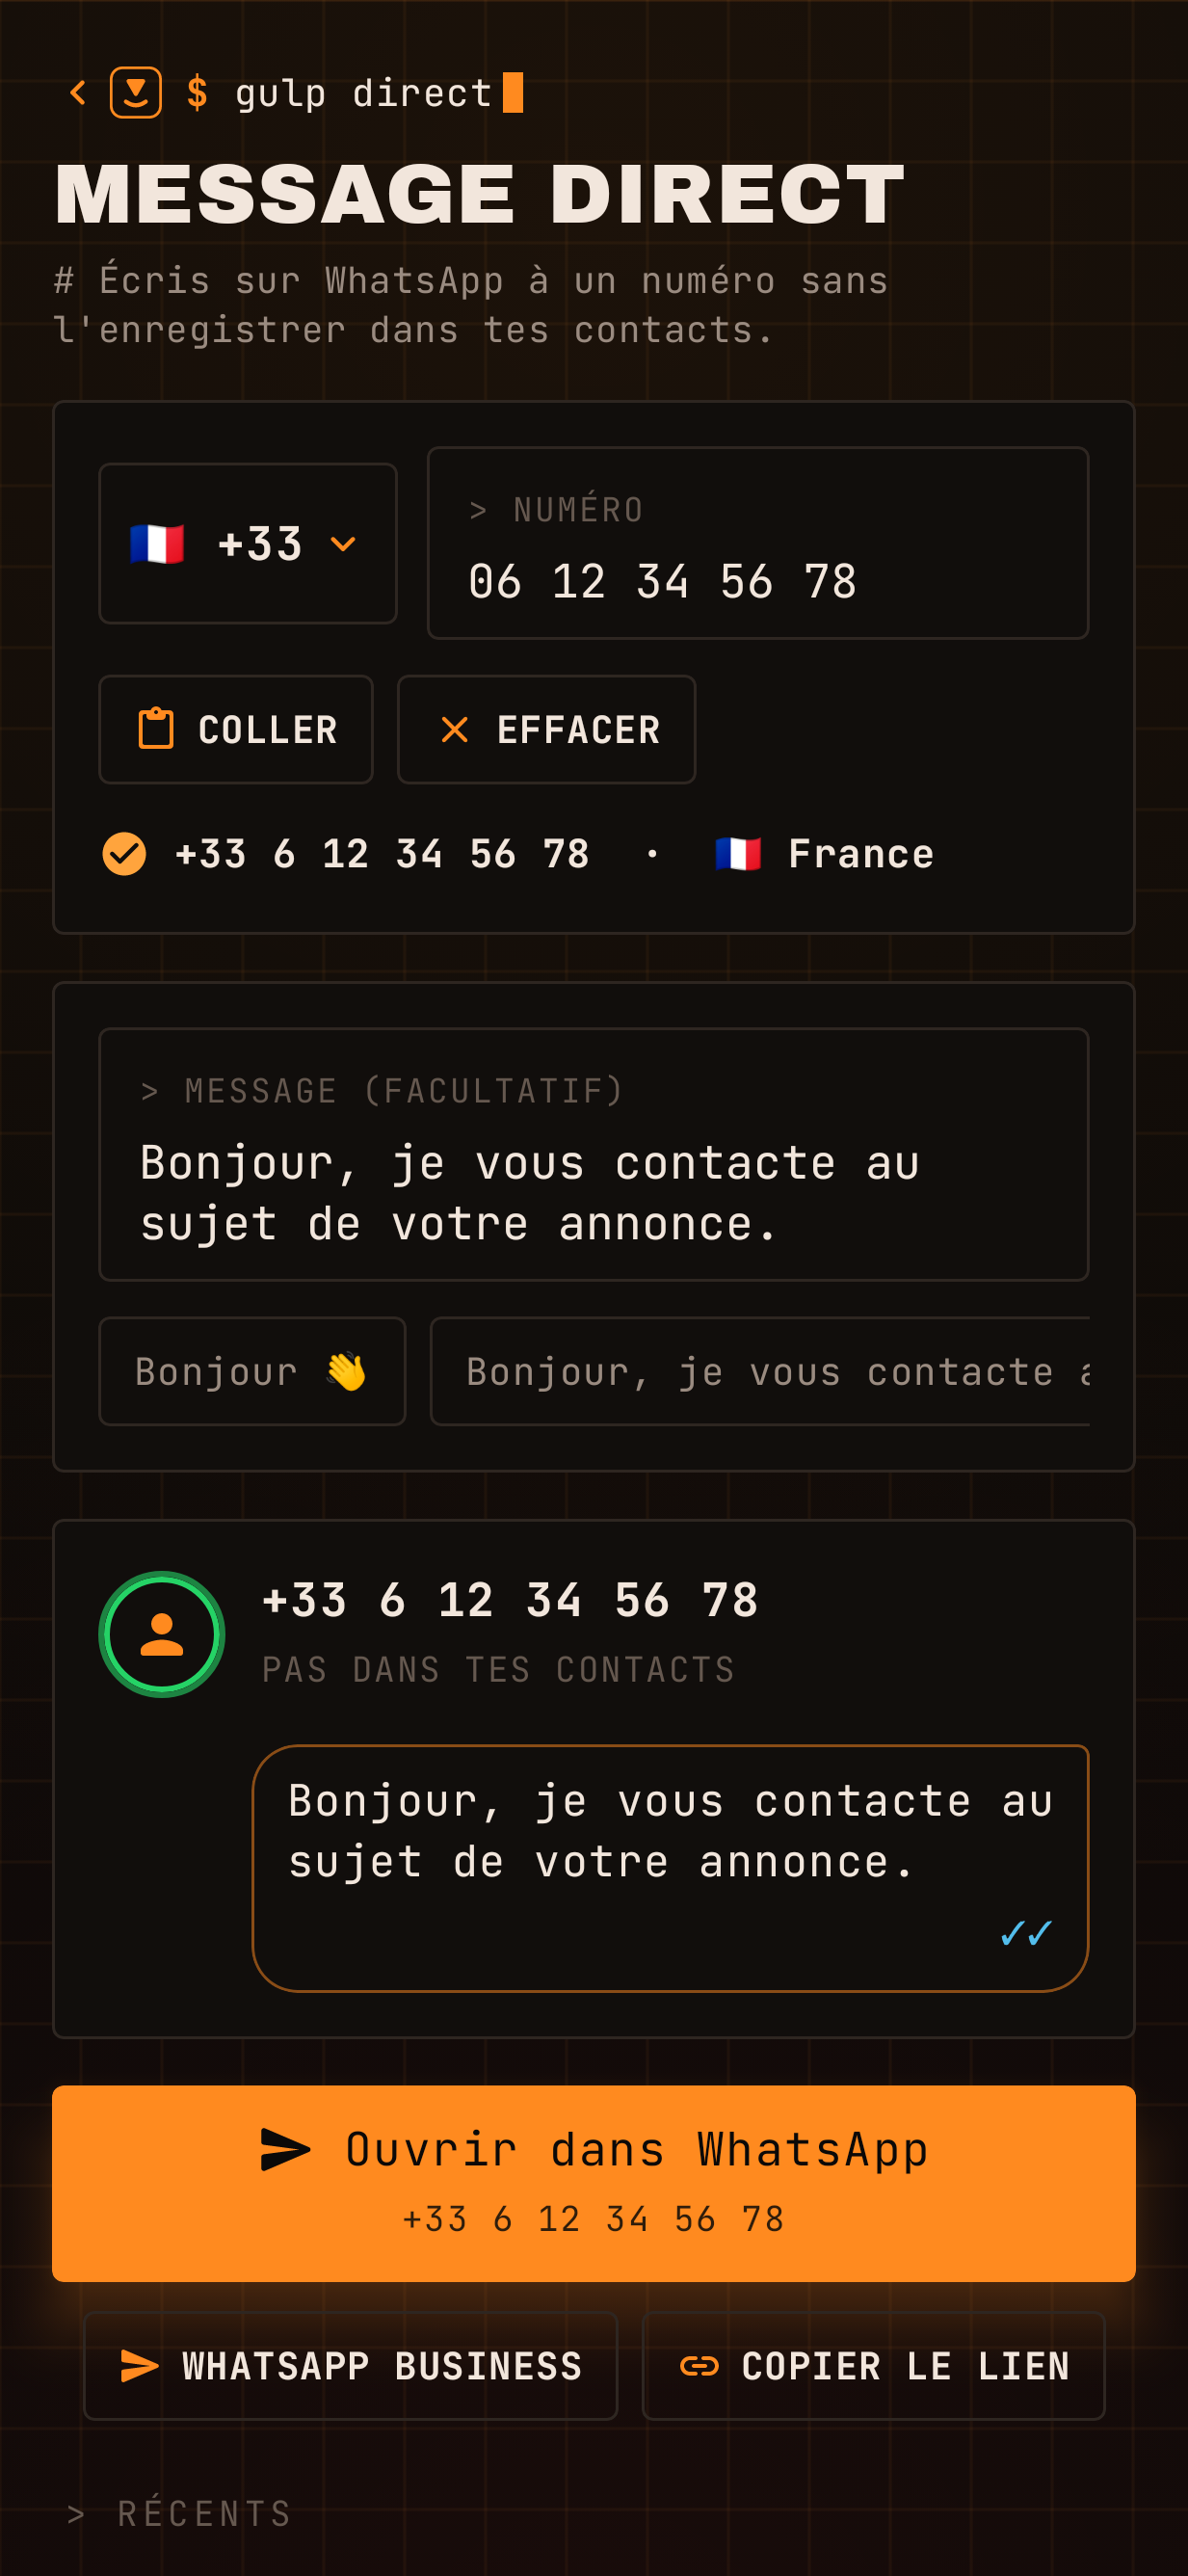 $ gulp direct
MESSAGE DIRECT
# Écris sur WhatsApp à un numéro sans
l'enregistrer dans tes contacts.
+33
> NUMÉRO
06 12 34 56 78
COLLER
EFFACER
+33 6 12 34 56 78 · 🇫🇷 France
> MESSAGE (FACULTATIF)
Bonjour, je vous contacte au
sujet de votre annonce.
Bonjour 👋
Bonjour, je vous contacte a
+33 6 12 34 56 78
PAS DANS TES CONTACTS
Bonjour, je vous contacte au
sujet de votre annonce.
✓✓
Ouvrir dans WhatsApp
+33 6 12 34 56 78
WHATSAPP BUSINESS
COPIER LE LIEN
> RÉCENTS